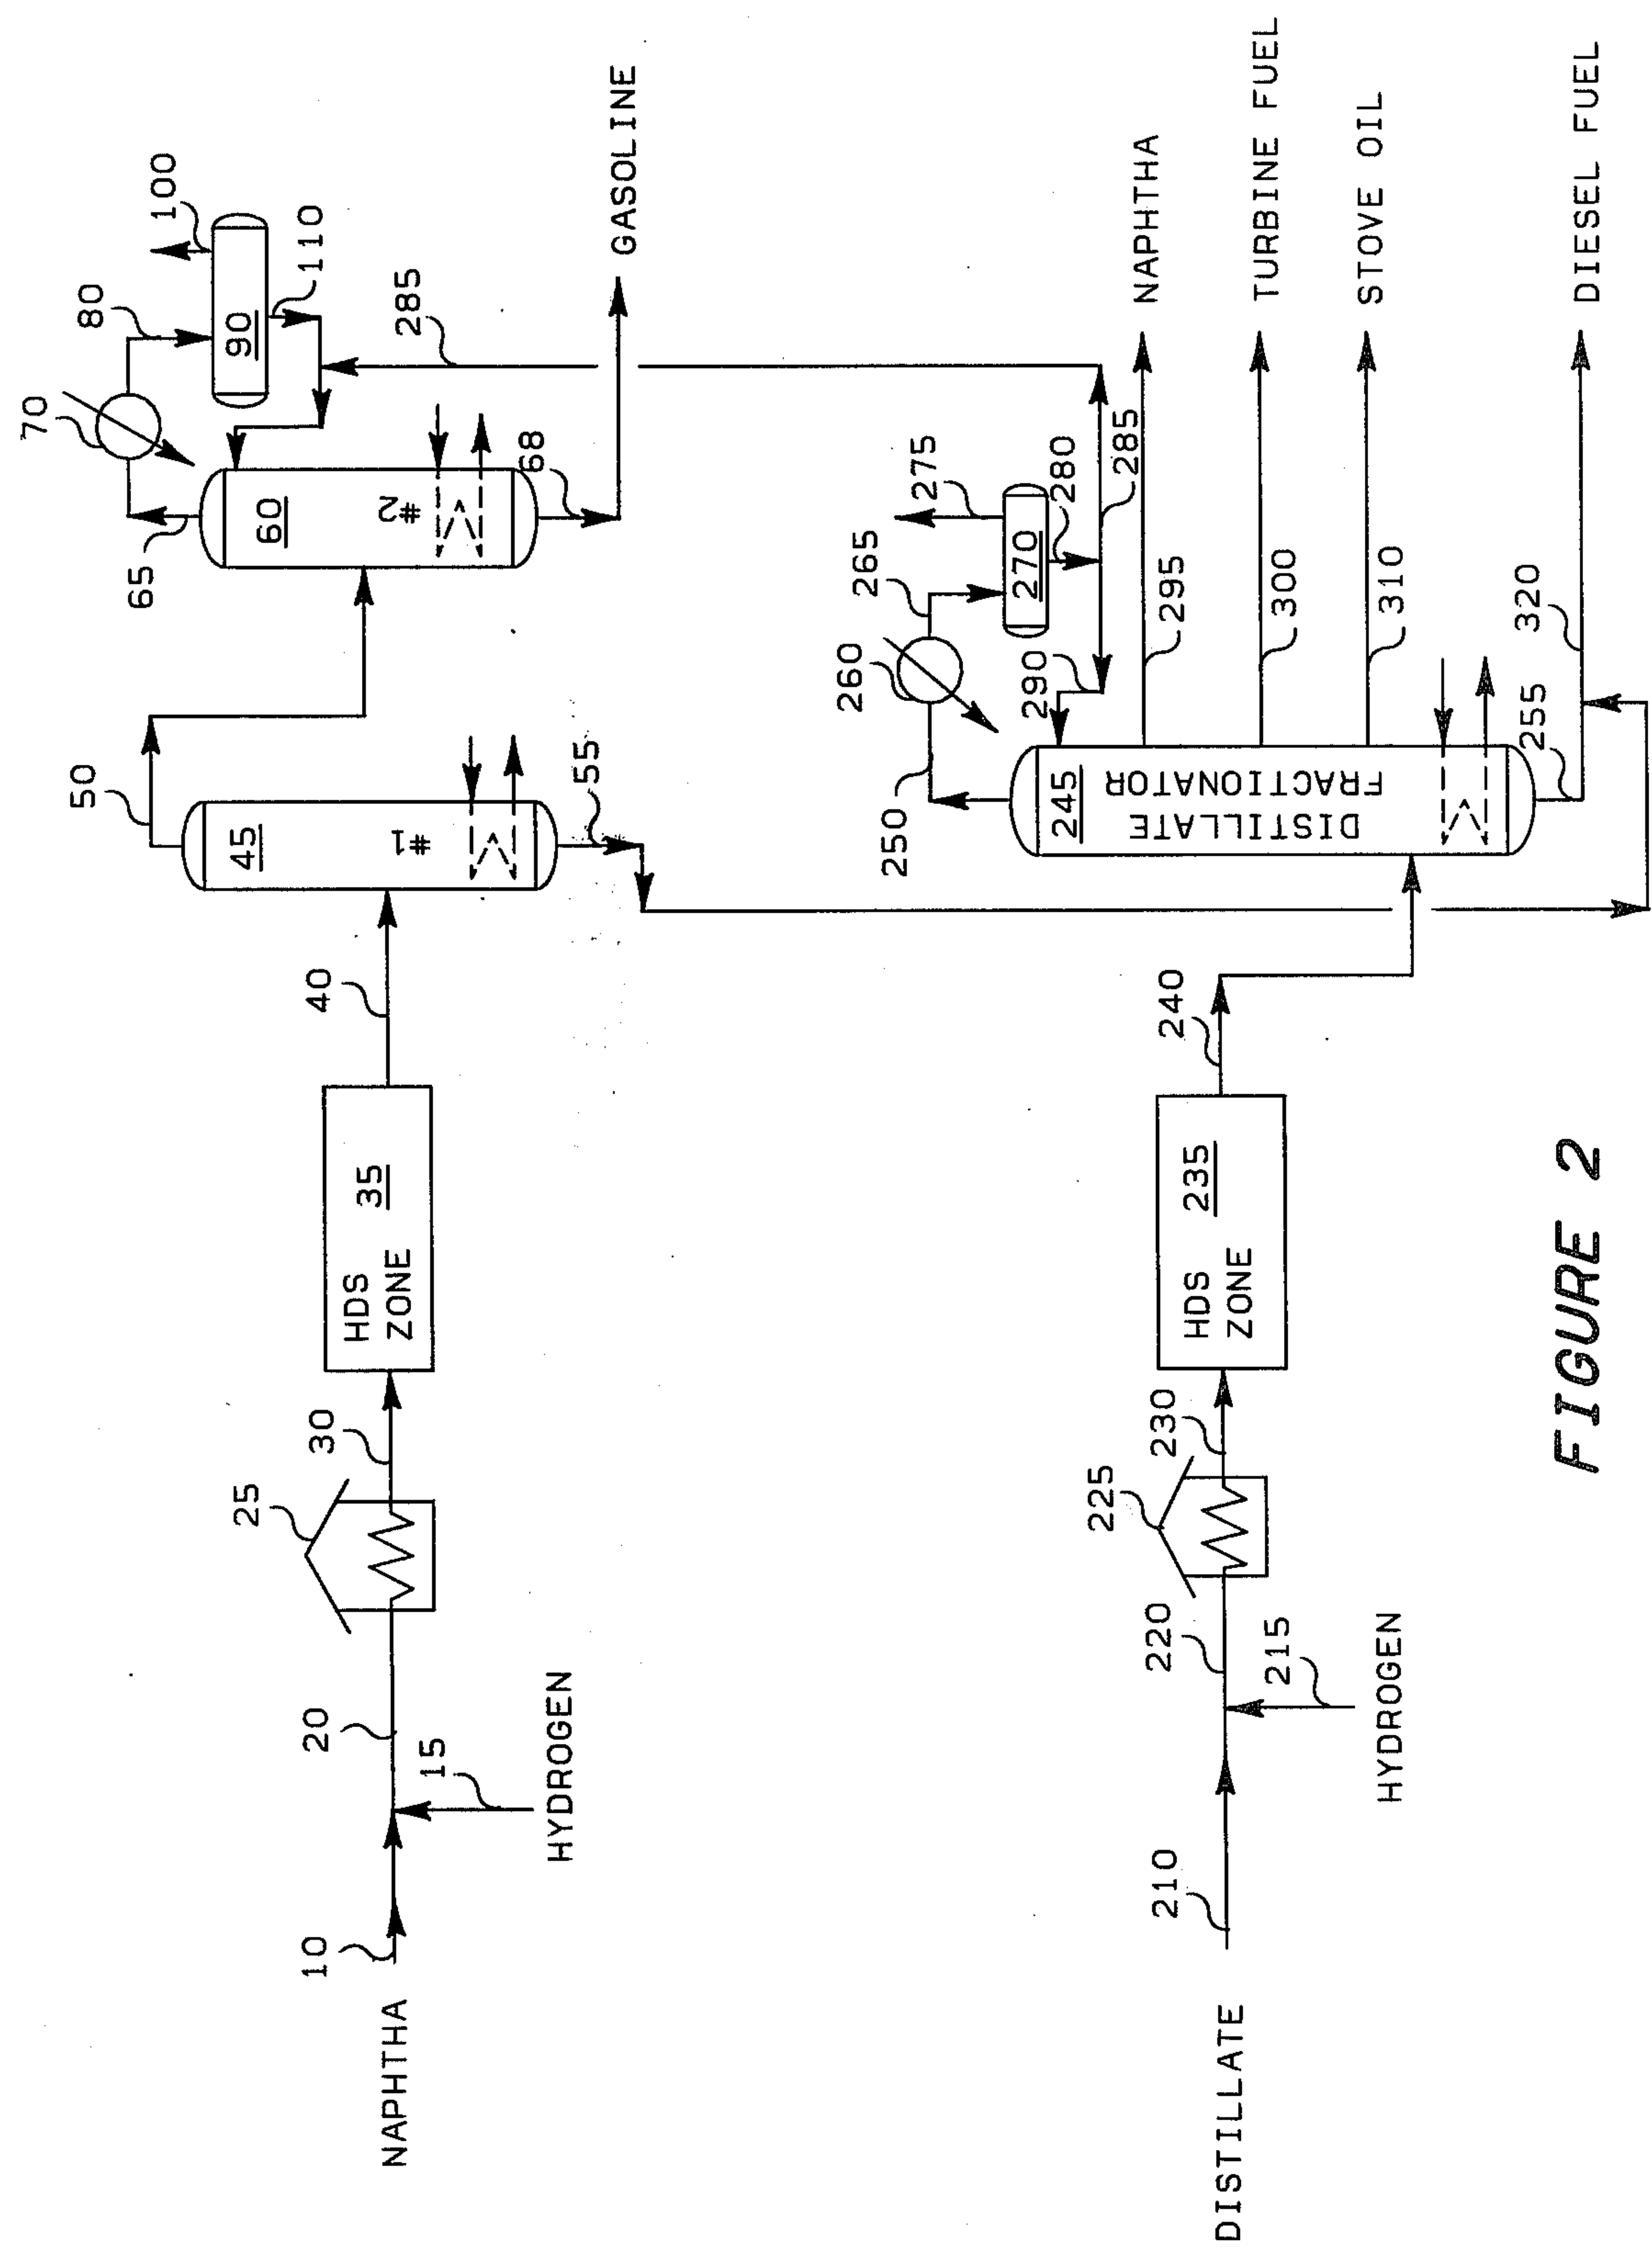 NAPHTHA
10
15
HYDROGEN
20
25
30
HDS
ZONE 35
40
45
#1
50
55
60
#2
65
68
70
80
90
100
110
285
GASOLINE
DISTILLATE
210
215
HYDROGEN
220
225
230
HDS
ZONE 235
240
245
DISTILLATE
FRACTIONATOR
250
255
260
265
270
275
280
285
290
295
NAPHTHA
300
TURBINE FUEL
310
STOVE OIL
320
DIESEL FUEL
FIGURE 2